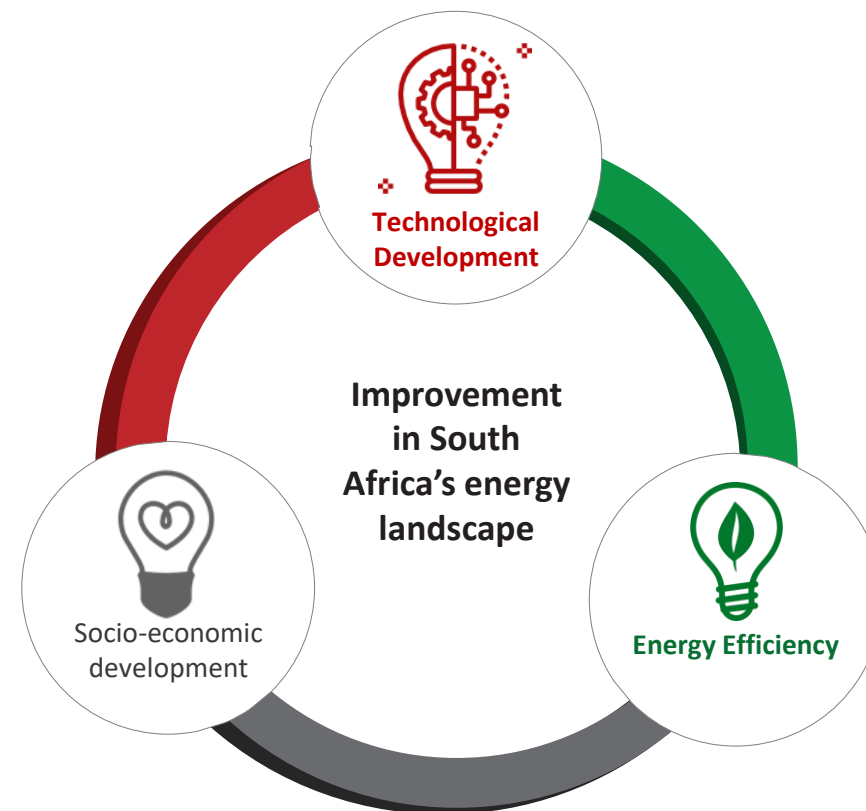 Technological
Development
Improvement
in South
Africa’s energy
landscape
Socio-economic
development
Energy Efficiency